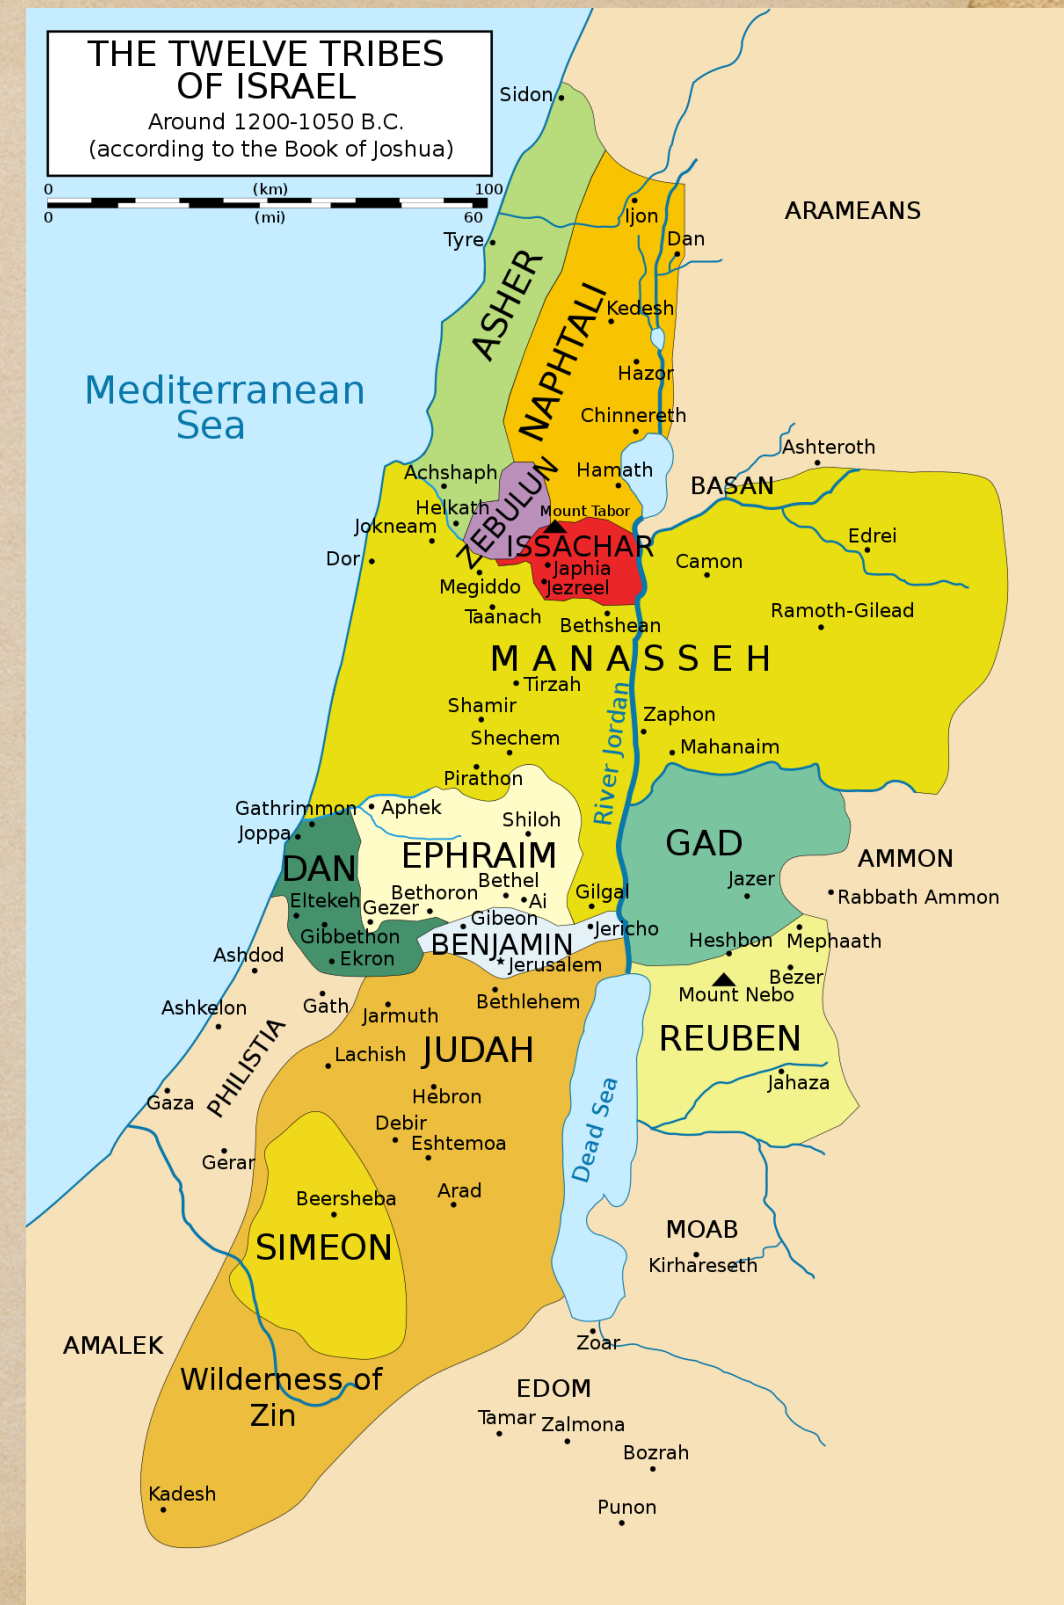 THE TWELVE TRIBES
OF ISRAEL
Around 1200-1050 B.C.
(according to the Book of Joshua)
0 (km) 100
0 (mi) 60
Sidon
Ijon
ARAMEANS
Tyre
Dan
ASHER
NAPHTALI
Kedesh
Hazor
Mediterranean
Sea
Chinnereth
Ashteroth
Achshaph
Hamath
BASAN
ZEBULUN
Helkath
Mount Tabor
Jokneam
Edrei
ISSACHAR
Dor
Japhia
Camon
Megiddo
Jezreel
Taanach
Ramoth-Gilead
Bethshean
MANASSEH
Tirzah
Shamir
Zaphon
River Jordan
Shechem
Mahanaim
Pirathon
Gathrimmon
Aphek
Joppa
Shiloh
GAD
EPHRAIM
AMMON
DAN
Bethel
Jazer
Bethoron
Ai
Gilgal
Rabbath Ammon
Eltekeh
Gezer
Gibeon
Jericho
Gibbethon
BENJAMIN
Heshbon
Mephaath
Ashdod
Ekron
Jerusalem
Bezer
Mount Nebo
Ashkelon
Gath
Bethlehem
Jarmuth
REUBEN
PHILISTIA
Lachish
JUDAH
Jahaza
Gaza
Hebron
Debir
Dead Sea
Eshtemoa
Gerar
Arad
Beersheba
MOAB
SIMEON
Kirhareseth
AMALEK
Zoar
Wilderness of
Zin
EDOM
Tamar
Zalmona
Bozrah
Kadesh
Punon